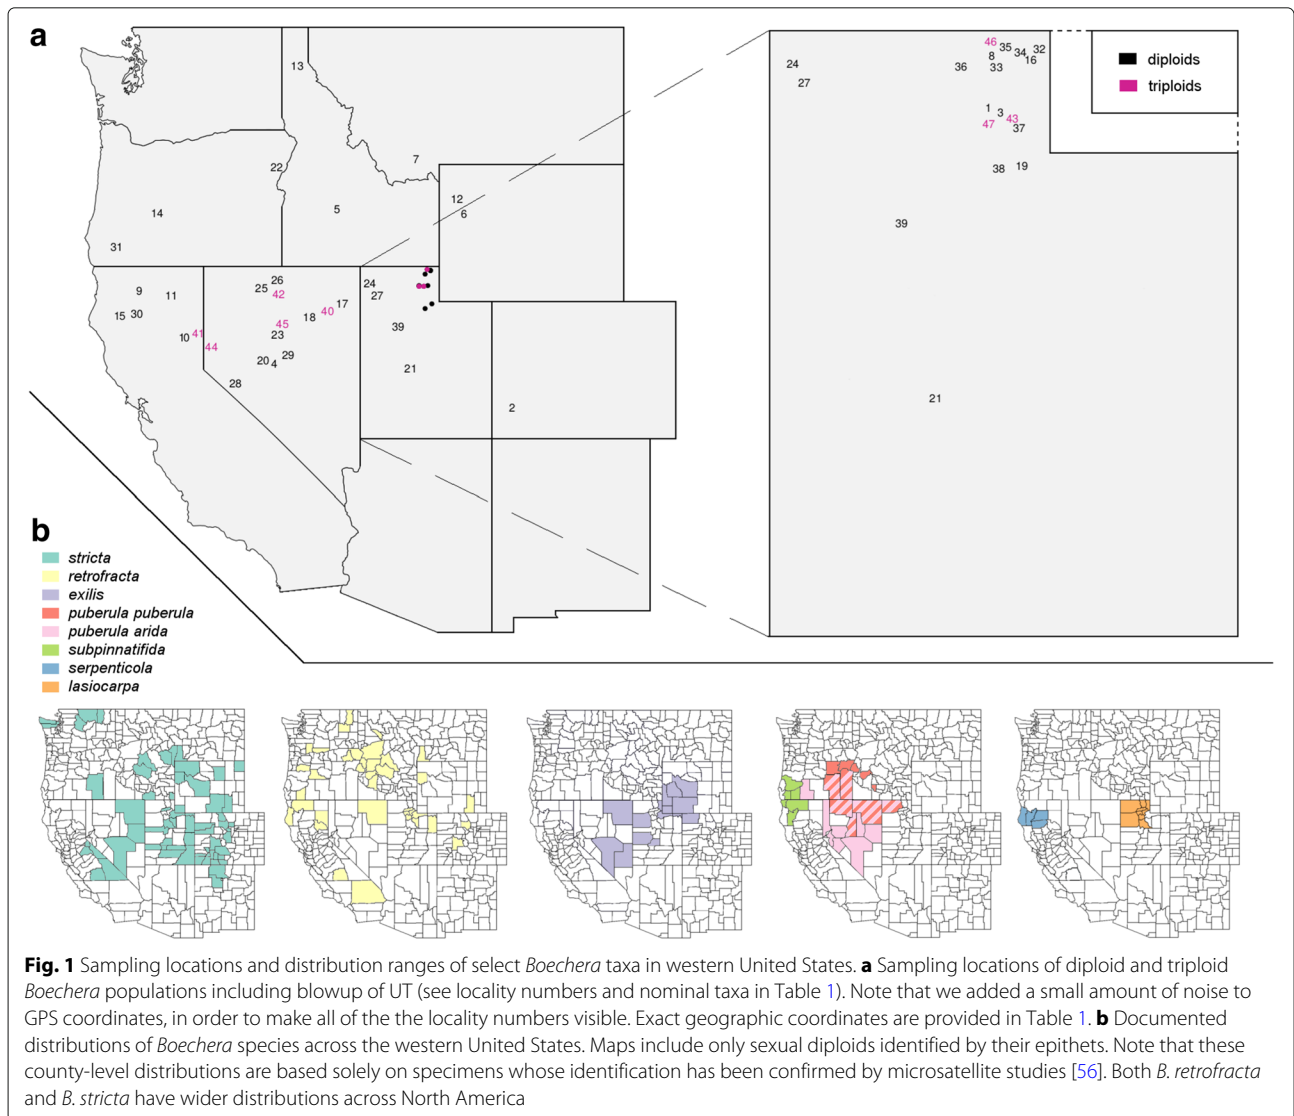 a
13
7
22
14
5
12
6
31
9
11
15
30
10
41
44
26
25
42
17
40
18
45
23
20
4
29
28
24
27
39
21
2
24
27
46
35
34
32
8
16
36
33
1
3
43
47
37
38
19
39
21
diploids
triploids
b
stricta
retrofracta
exilis
puberula puberula
puberula arida
subpinnatifida
serpenticola
lasiocarpa
Fig. 1 Sampling locations and distribution ranges of select Boechera taxa in western United States. a Sampling locations of diploid and triploid
Boechera populations including blowup of UT (see locality numbers and nominal taxa in Table 1). Note that we added a small amount of noise to
GPS coordinates, in order to make all of the the locality numbers visible. Exact geographic coordinates are provided in Table 1. b Documented
distributions of Boechera species across the western United States. Maps include only sexual diploids identified by their epithets. Note that these
county-level distributions are based solely on specimens whose identification has been confirmed by microsatellite studies [56]. Both B. retrofracta
and B. stricta have wider distributions across North America